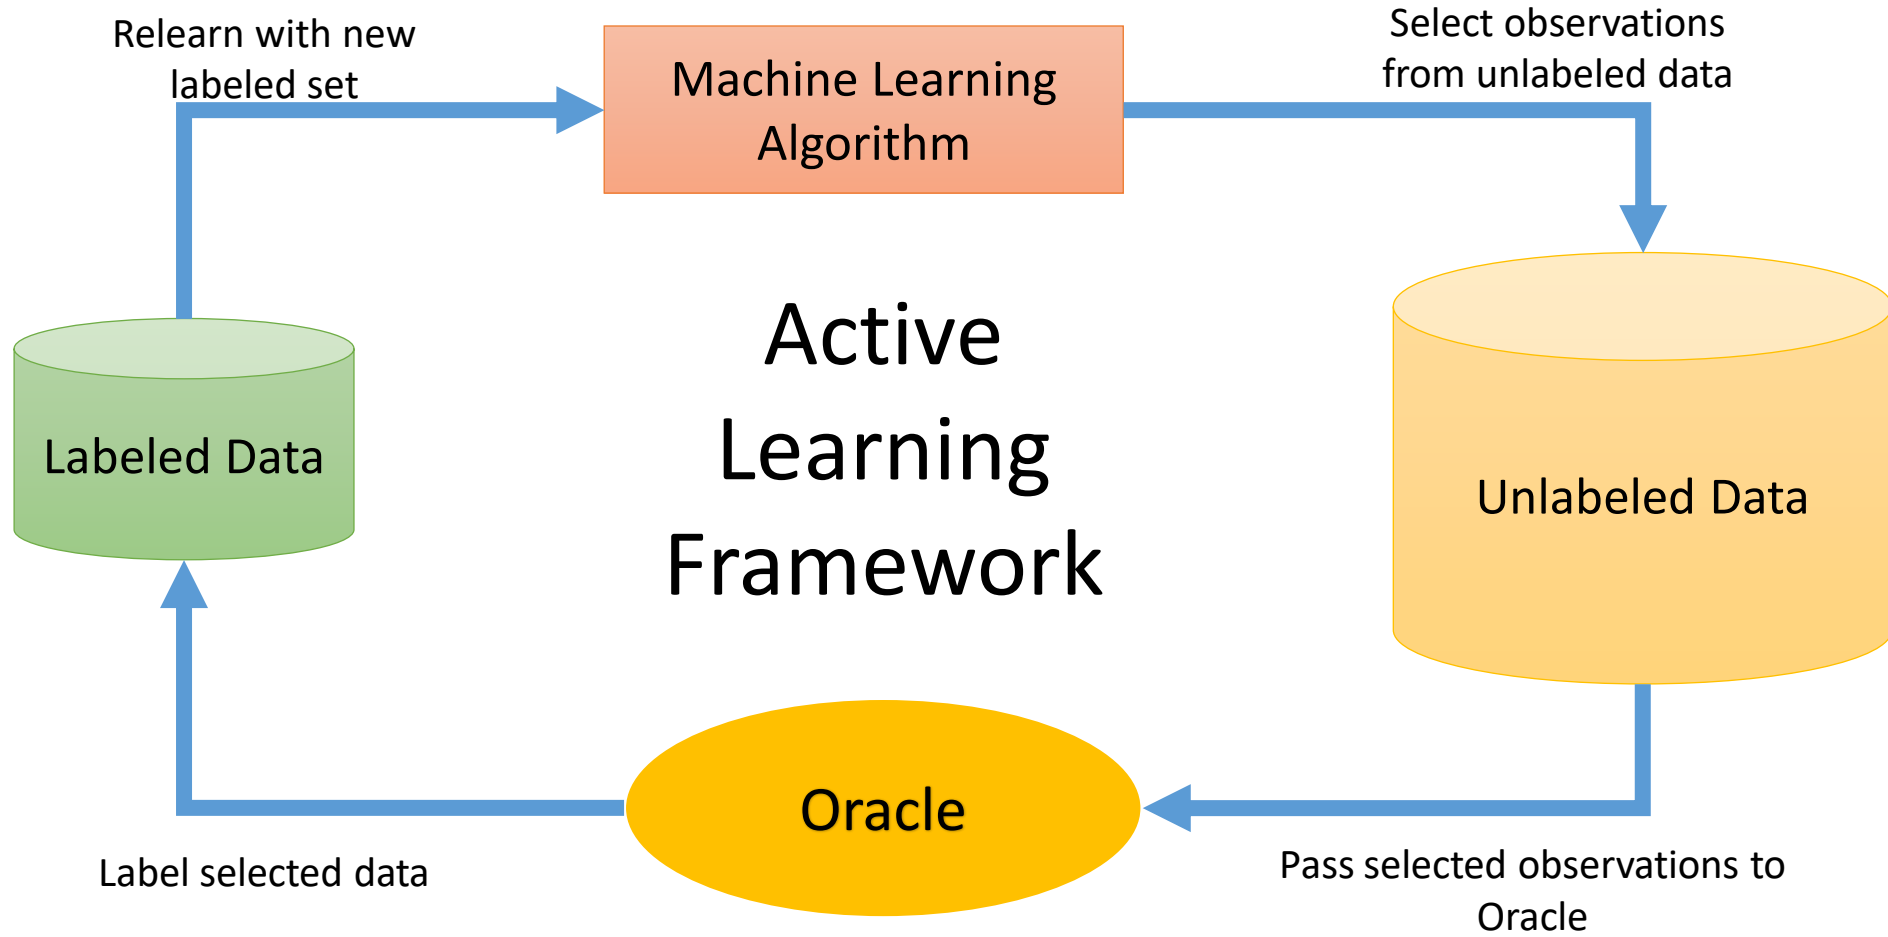 Relearn with new
labeled set
Machine Learning
Algorithm
Select observations
from unlabeled data
Active
Learning
Framework
Labeled Data
Unlabeled Data
Oracle
Label selected data
Pass selected observations to
Oracle